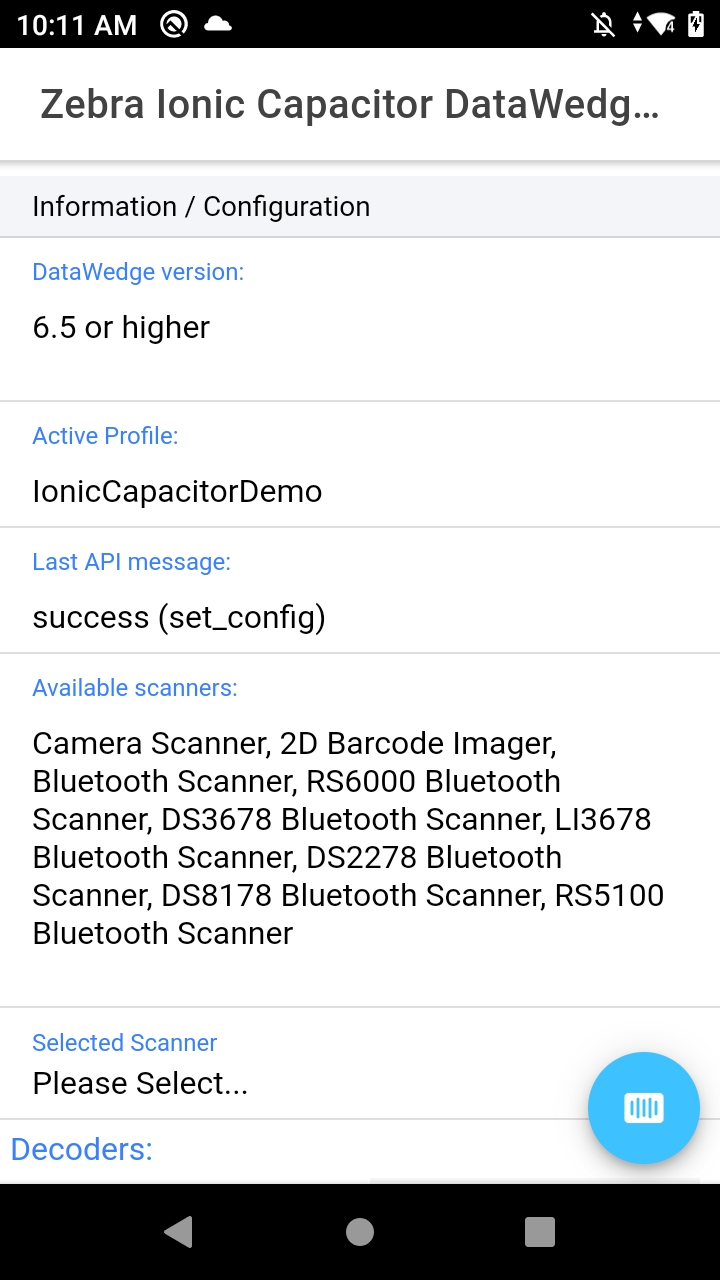 10:11 AM
Zebra Ionic Capacitor DataWedg...
Information / Configuration
DataWedge version:
6.5 or higher
Active Profile:
IonicCapacitorDemo
Last API message:
success (set_config)
Available scanners:
Camera Scanner, 2D Barcode Imager,
Bluetooth Scanner, RS6000 Bluetooth
Scanner, DS3678 Bluetooth Scanner, LI3678
Bluetooth Scanner, DS2278 Bluetooth
Scanner, DS8178 Bluetooth Scanner, RS5100
Bluetooth Scanner
Selected Scanner
Please Select...
Decoders: